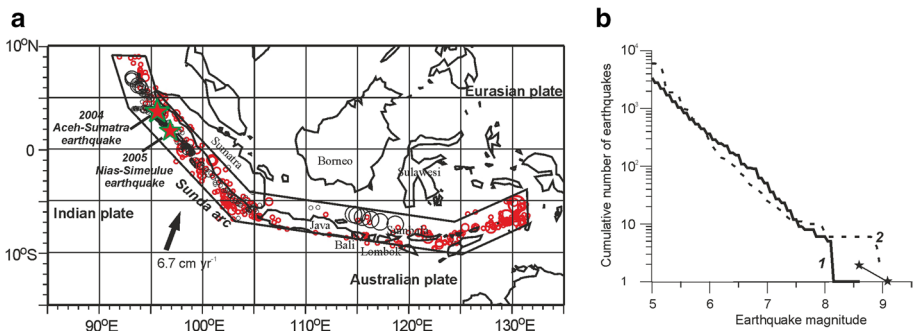 a
b
10°N
0
10°S
90°E
100°E
110°E
120°E
130°E
2004
Aceh-Sumatra
earthquake
2005
Nias-Simeulue
earthquake
Sunda arc
Indian plate
6.7 cm yr⁻¹
Eurasian plate
Sumatra
Borneo
Sulawesi
Java
Bali
Lombok
Australian plate
Cumulative number of earthquakes
10⁴
10³
10²
10
1
5
6
7
8
9
1
2
Earthquake magnitude